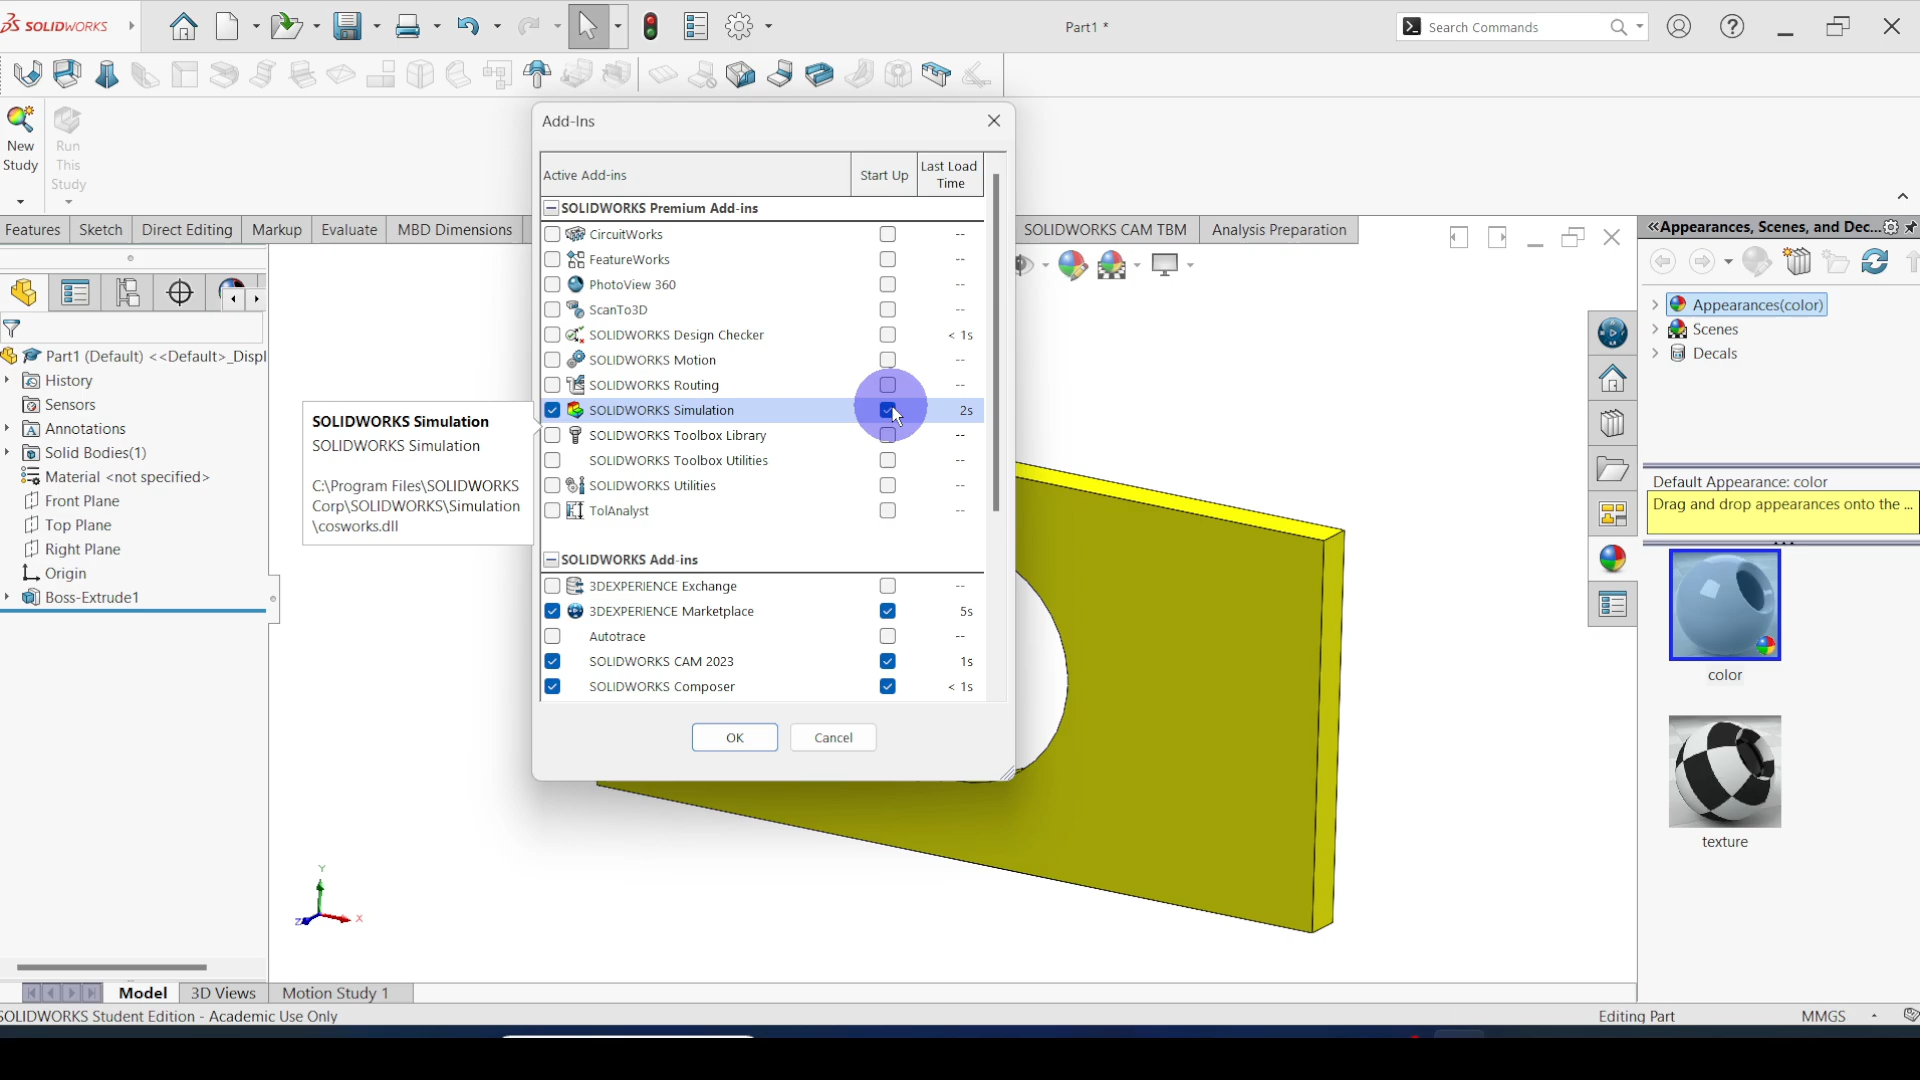 SOLIDWORKS
Part1 *
Search Commands
New
Study
Run
This
Study
Features
Sketch
Direct Editing
Markup
Evaluate
MBD Dimensions
SOLIDWORKS CAM TBM
Analysis Preparation
Part1 (Default) <<Default>_Displ
History
Sensors
Annotations
Solid Bodies(1)
Material <not specified>
Front Plane
Top Plane
Right Plane
Origin
Boss-Extrude1
SOLIDWORKS Simulation
SOLIDWORKS Simulation
C:\Program Files\SOLIDWORKS
Corp\SOLIDWORKS\Simulation
\cosworks.dll
Add-Ins
Active Add-ins
Start Up
Last Load
Time
SOLIDWORKS Premium Add-ins
CircuitWorks --
FeatureWorks --
PhotoView 360 --
ScanTo3D --
SOLIDWORKS Design Checker < 1s
SOLIDWORKS Motion --
SOLIDWORKS Routing --
SOLIDWORKS Simulation 2s
SOLIDWORKS Toolbox Library --
SOLIDWORKS Toolbox Utilities --
SOLIDWORKS Utilities --
TolAnalyst --
SOLIDWORKS Add-ins
3DEXPERIENCE Exchange --
3DEXPERIENCE Marketplace 5s
Autotrace --
SOLIDWORKS CAM 2023 1s
SOLIDWORKS Composer < 1s
OK
Cancel
Appearances, Scenes, and Dec...
Appearances(color)
Scenes
Decals
Default Appearance: color
Drag and drop appearances onto the ...
color
texture
Y
Z
X
Model
3D Views
Motion Study 1
SOLIDWORKS Student Edition - Academic Use Only
Editing Part
MMGS